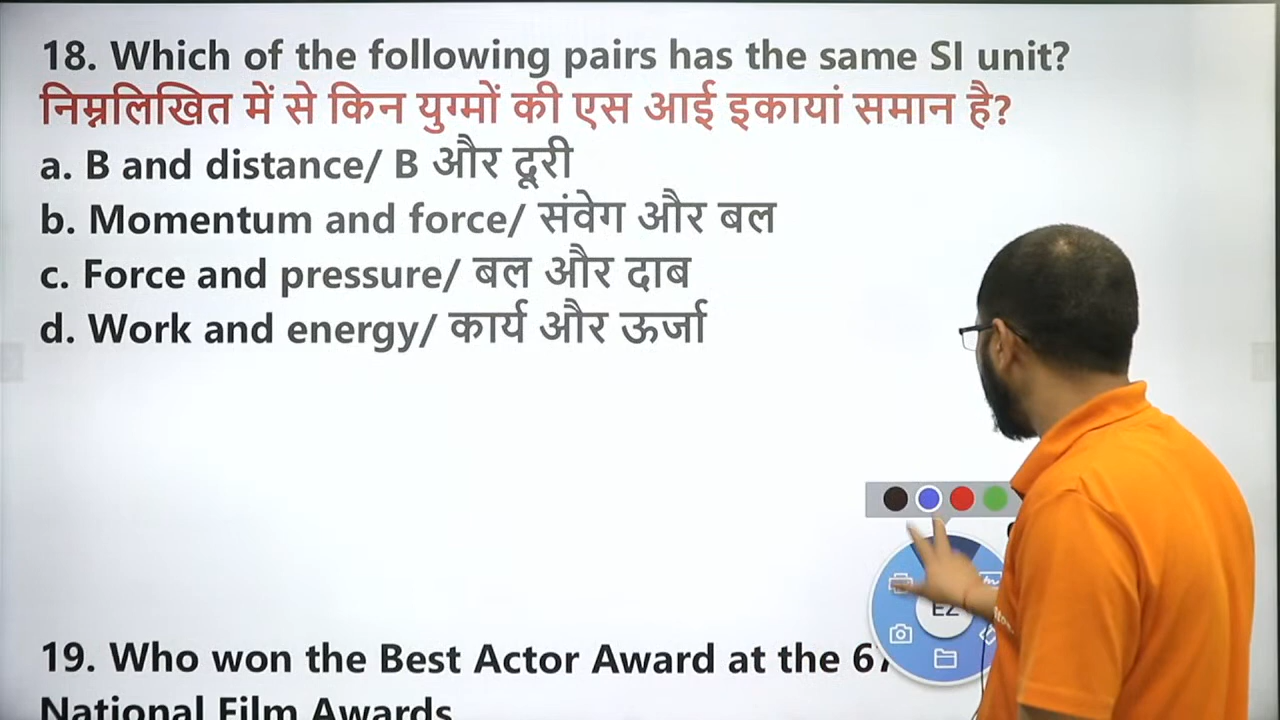 18. Which of the following pairs has the same SI unit?
निम्नलिखित में से किन युग्मों की एस आई इकायां समान है?
a. B and distance/ B और दूरी
b. Momentum and force/ संवेग और बल
c. Force and pressure/ बल और दाब
d. Work and energy/ कार्य और ऊर्जा
EZ
19. Who won the Best Actor Award at the
National Film Awards